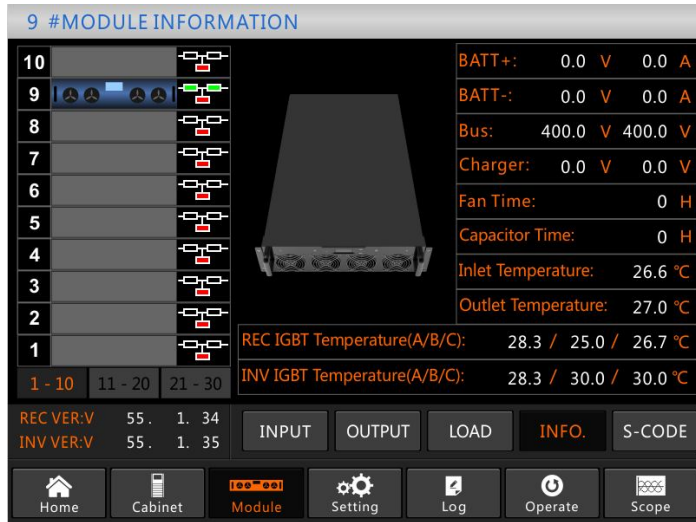 9 #MODULE INFORMATION
10
9
8
7
6
5
4
3
2
1
1 - 10 11 - 20 21 - 30
REC VER:V 55. 1. 34
INV VER:V 55. 1. 35
BATT+: 0.0 V 0.0 A
BATT-: 0.0 V 0.0 A
Bus: 400.0 V 400.0 V
Charger: 0.0 V 0.0 V
Fan Time: 0 H
Capacitor Time: 0 H
Inlet Temperature: 26.6 ℃
Outlet Temperature: 27.0 ℃
REC IGBT Temperature(A/B/C): 28.3 / 25.0 / 26.7 ℃
INV IGBT Temperature(A/B/C): 28.3 / 30.0 / 30.0 ℃
INPUT OUTPUT LOAD INFO. S-CODE
Home Cabinet Module Setting Log Operate Scope